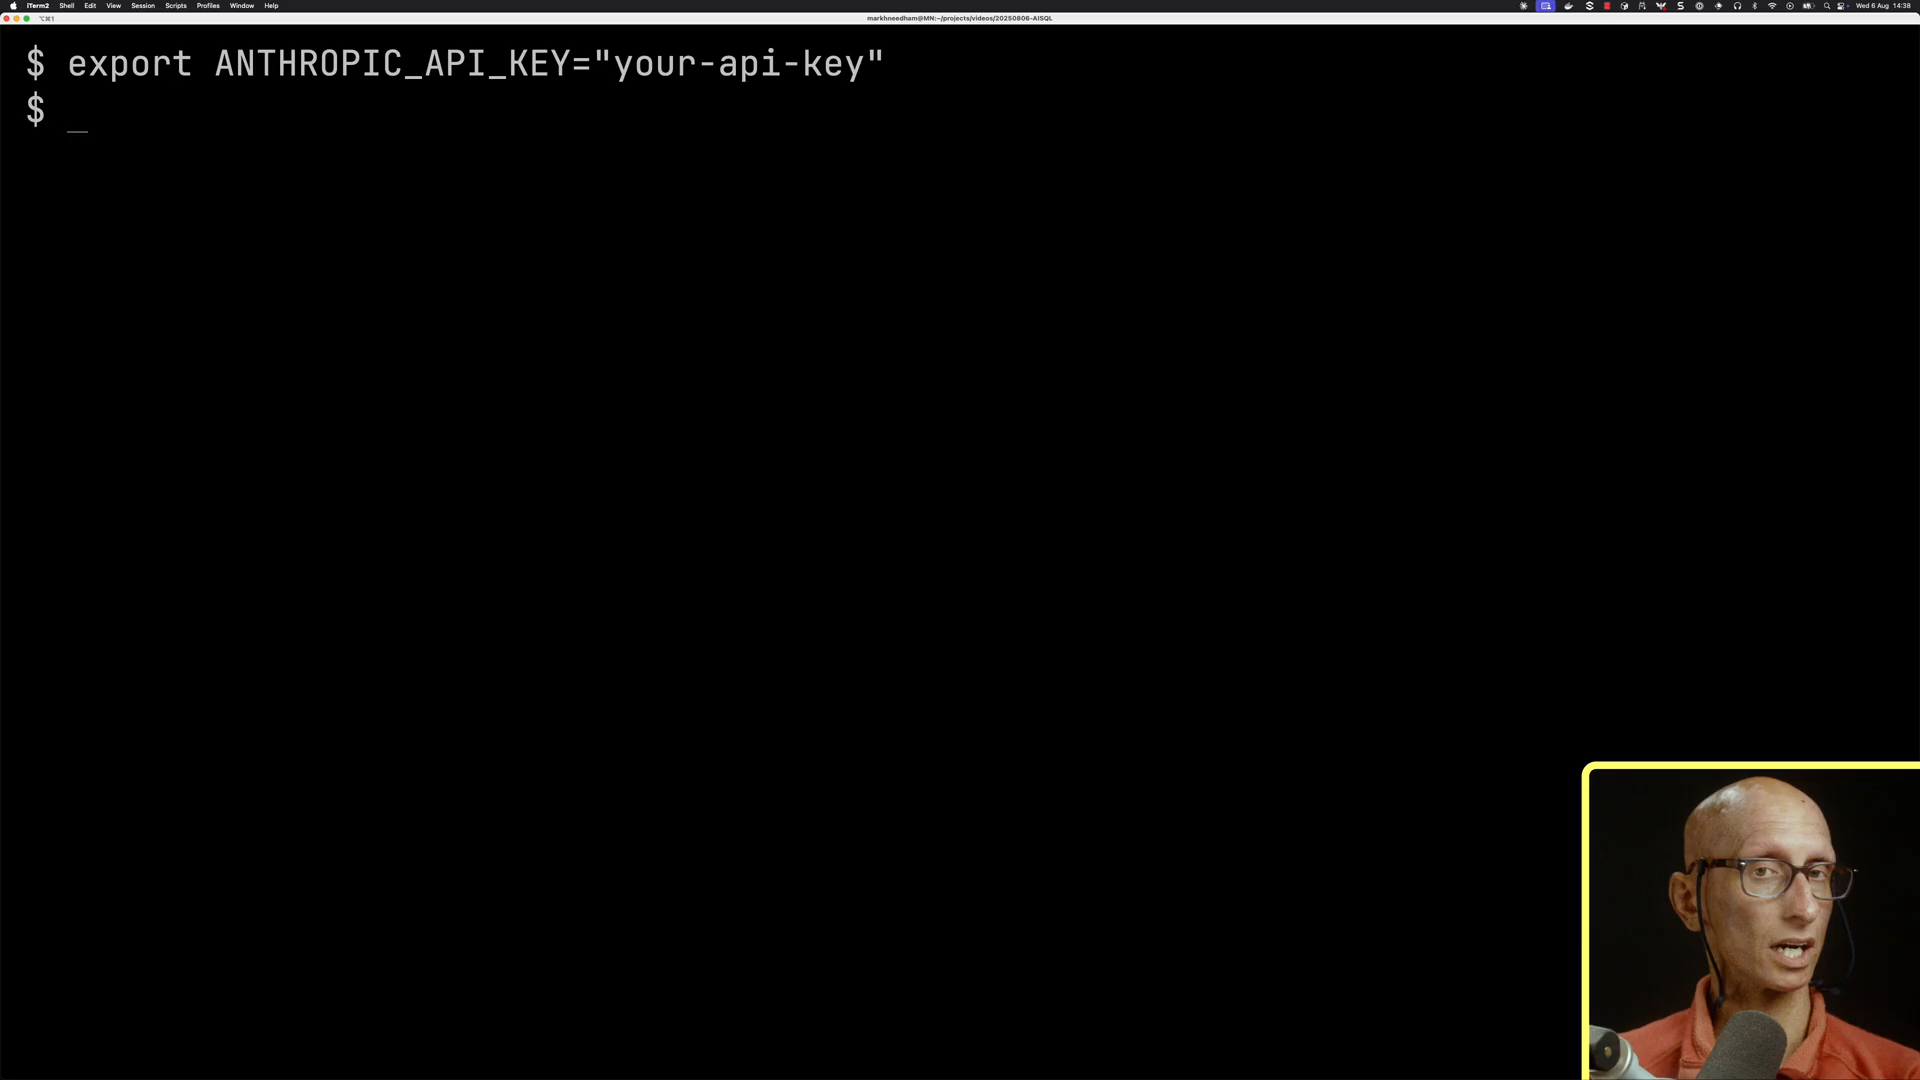 iTerm2 Shell Edit View Session Scripts Profiles Window Help
Wed 6 Aug 14:38
⌥⌘1
markhneedham@MN:~/projects/videos/20250806-AISQL
$ export ANTHROPIC_API_KEY="your-api-key"
$ _